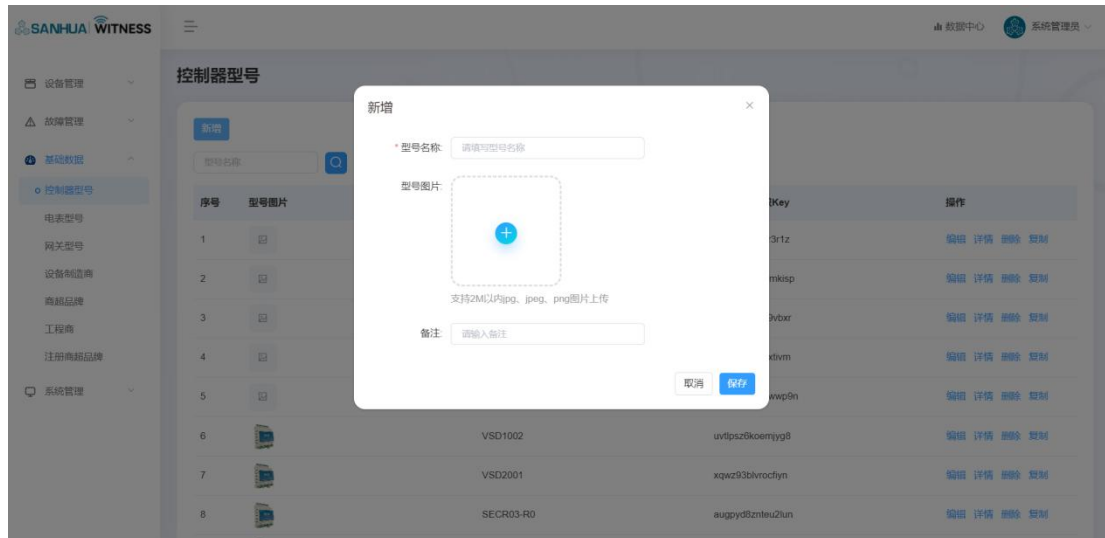 SANHUA WITNESS
数据中心
系统管理员
设备管理
故障管理
基础数据
控制器型号
电表型号
网关型号
设备制造商
商超品牌
工程商
注册商超品牌
系统管理
控制器型号
新增
型号名称
序号 型号图片 Key 操作
1 3r1z 编辑 详情 删除 复制
2 mkisp 编辑 详情 删除 复制
3 9vbxr 编辑 详情 删除 复制
4 xtivm 编辑 详情 删除 复制
5 wwp9n 编辑 详情 删除 复制
6 VSD1002 uvtlpsz6koemjyg8 编辑 详情 删除 复制
7 VSD2001 xqwz93blvrocfiyn 编辑 详情 删除 复制
8 SECR03-R0 augpyd8znteu2lun 编辑 详情 删除 复制
新增
* 型号名称: 请填写型号名称
型号图片:
支持2M以内jpg、jpeg、png图片上传
备注: 请输入备注
取消 保存